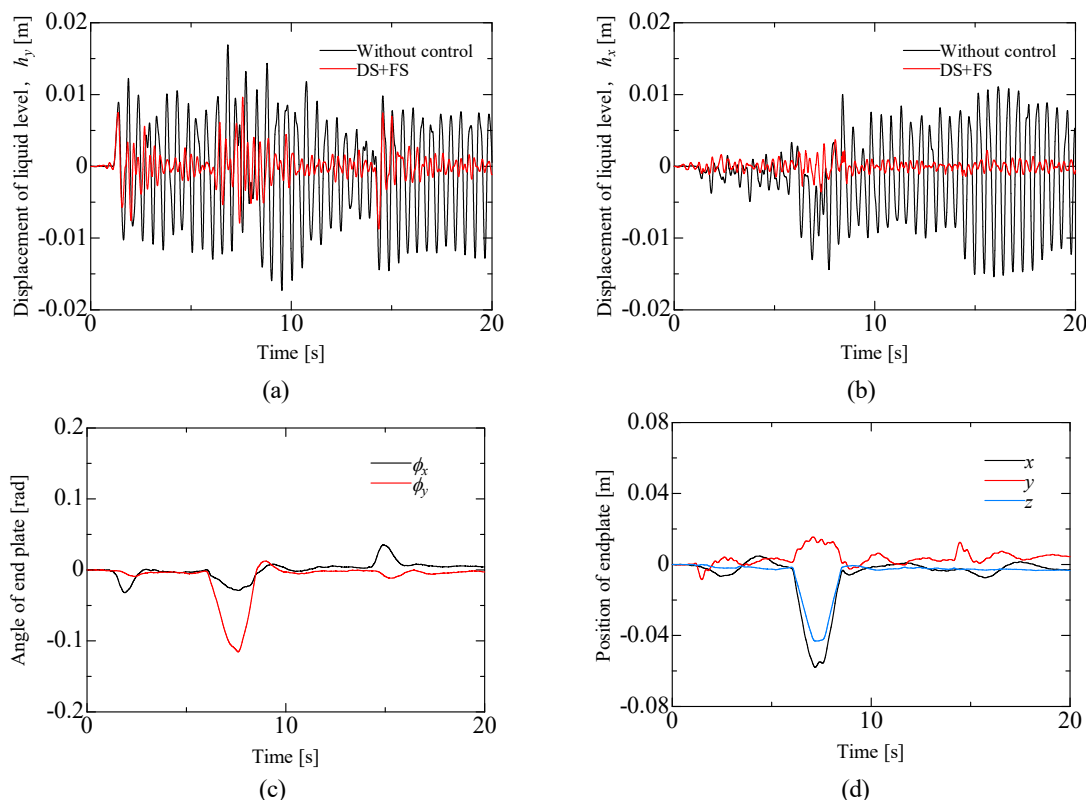 0.02
0.01
0
-0.01
-0.02
Displacement of liquid level, h_y [m]
Without control
DS+FS
0
10
20
Time [s]
(a)
0.02
0.01
0
-0.01
-0.02
Displacement of liquid level, h_x [m]
Without control
DS+FS
0
10
20
Time [s]
(b)
0.2
0.1
0
-0.1
-0.2
Angle of end plate [rad]
ϕ_x
ϕ_y
0
10
20
Time [s]
(c)
0.08
0.04
0
-0.04
-0.08
Position of endplate [m]
x
y
z
0
10
20
Time [s]
(d)